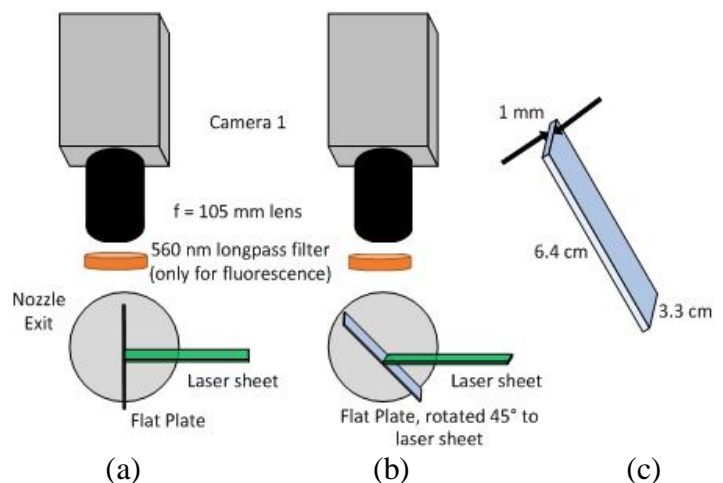 Camera 1
1 mm
f = 105 mm lens
560 nm longpass filter
(only for fluorescence)
6.4 cm
3.3 cm
Nozzle
Exit
Laser sheet
Flat Plate
Laser sheet
Flat Plate, rotated 45° to
laser sheet
(a)
(b)
(c)